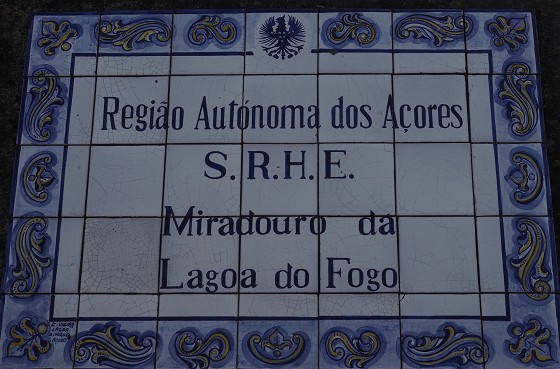 Região Autónoma dos Açores
S.R.H.E.
Miradouro da
Lagoa do Fogo